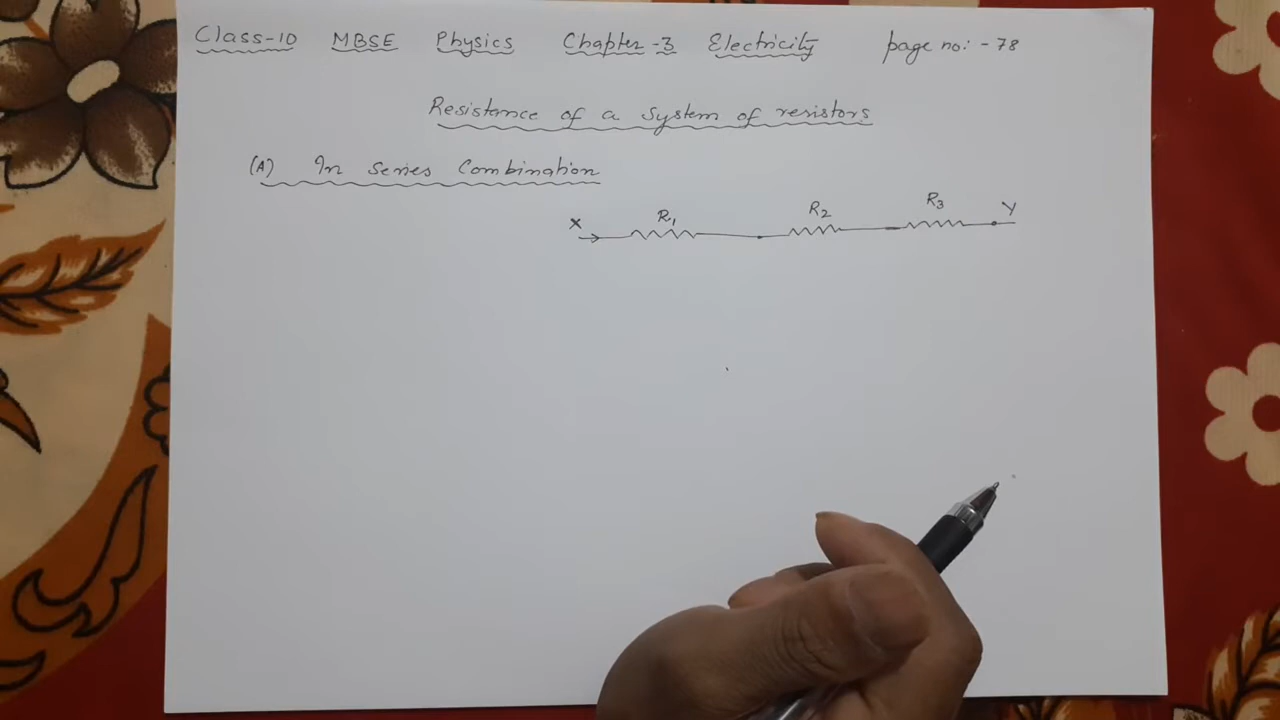 Class-10 MBSE Physics Chapter-3 Electricity page no:-78
Resistance of a system of resistors
(A) In Series Combination
X R1 R2 R3 Y